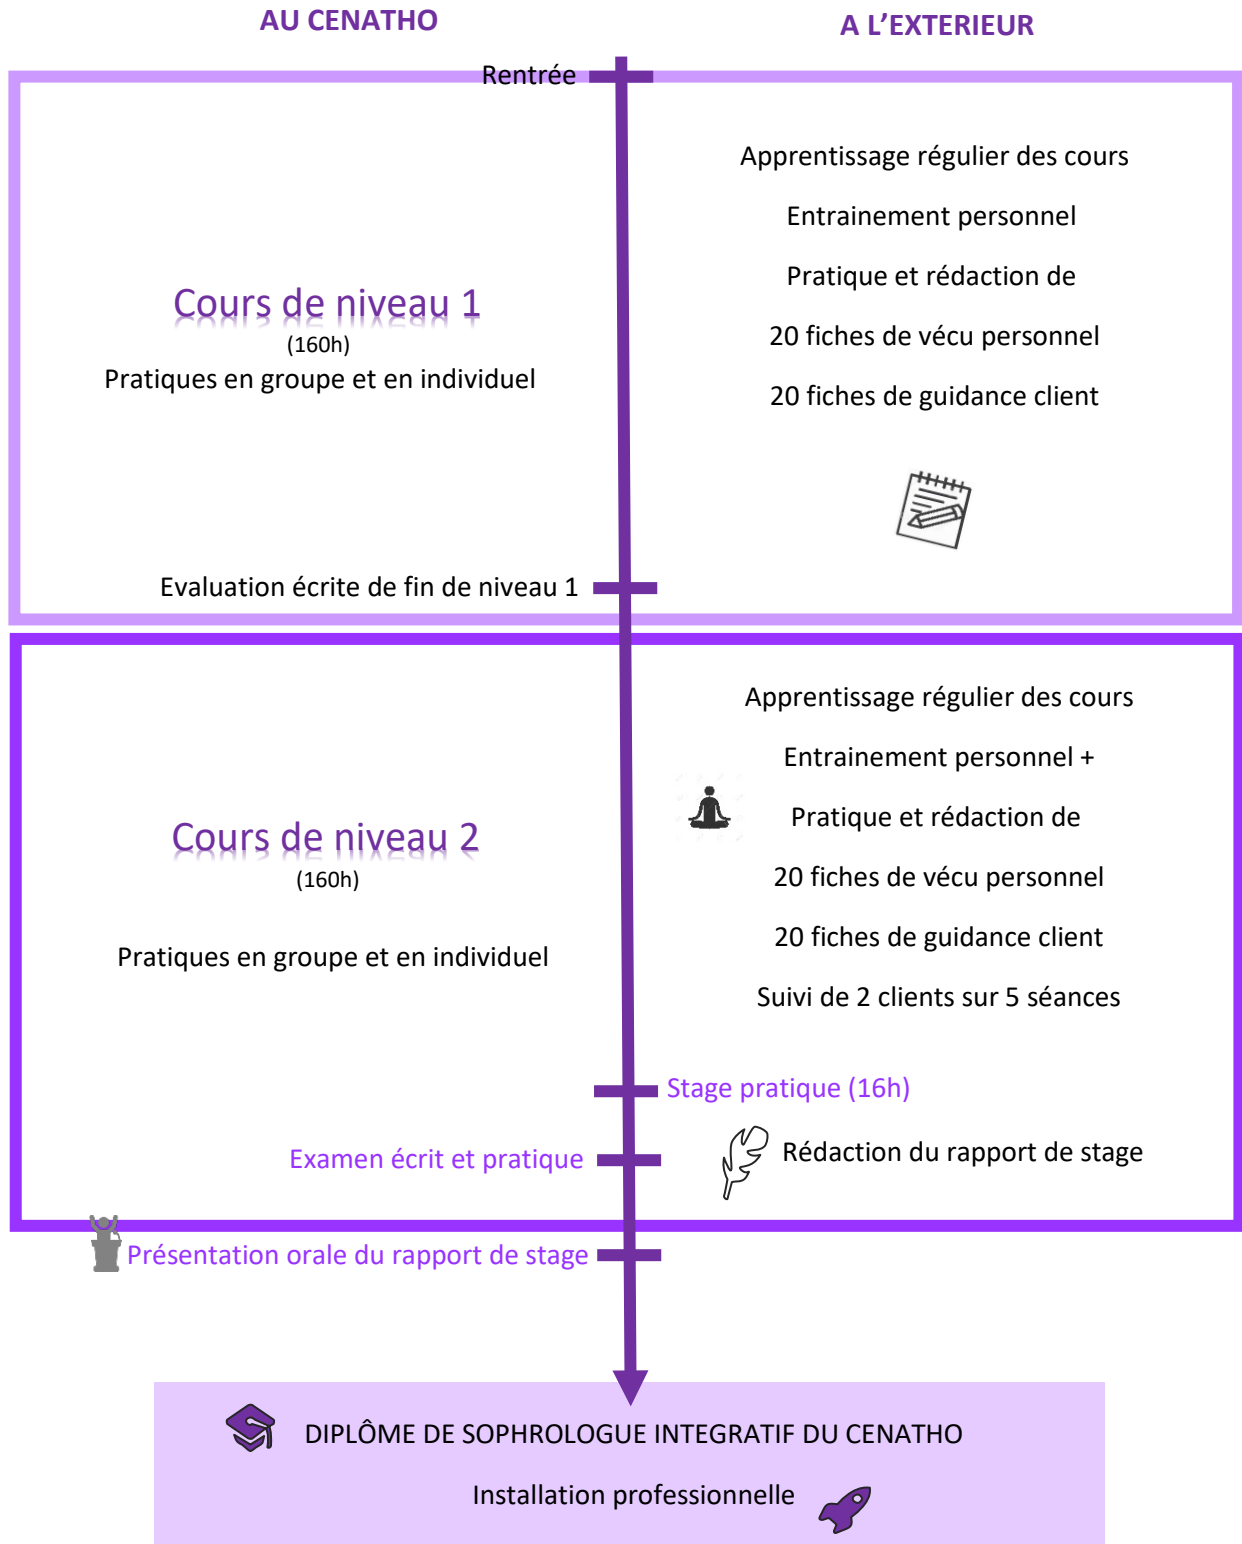 AU CENATHO
A L’EXTERIEUR
Rentrée
Cours de niveau 1
(160h)
Pratiques en groupe et en individuel
Apprentissage régulier des cours
Entrainement personnel
Pratique et rédaction de
20 fiches de vécu personnel
20 fiches de guidance client
Evaluation écrite de fin de niveau 1
Cours de niveau 2
(160h)
Pratiques en groupe et en individuel
Apprentissage régulier des cours
Entrainement personnel +
Pratique et rédaction de
20 fiches de vécu personnel
20 fiches de guidance client
Suivi de 2 clients sur 5 séances
Stage pratique (16h)
Examen écrit et pratique
Rédaction du rapport de stage
Présentation orale du rapport de stage
DIPLÔME DE SOPHROLOGUE INTEGRATIF DU CENATHO
Installation professionnelle